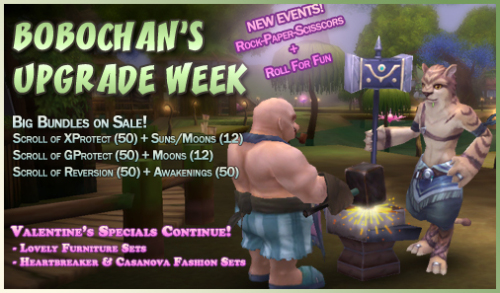 BOBOCHAN'S
UPGRADE WEEK
NEW EVENTS!
ROCK-PAPER-SCISSCORS
+
ROLL FOR FUN
BIG BUNDLES ON SALE!
SCROLL OF XPROTECT (50) + SUNS/MOONS (12)
SCROLL OF GPROTECT (50) + MOONS (12)
SCROLL OF REVERSION (50) + AWAKENINGS (50)
VALENTINE'S SPECIALS CONTINUE!
- LOVELY FURNITURE SETS
- HEARTBREAKER & CASANOVA FASHION SETS